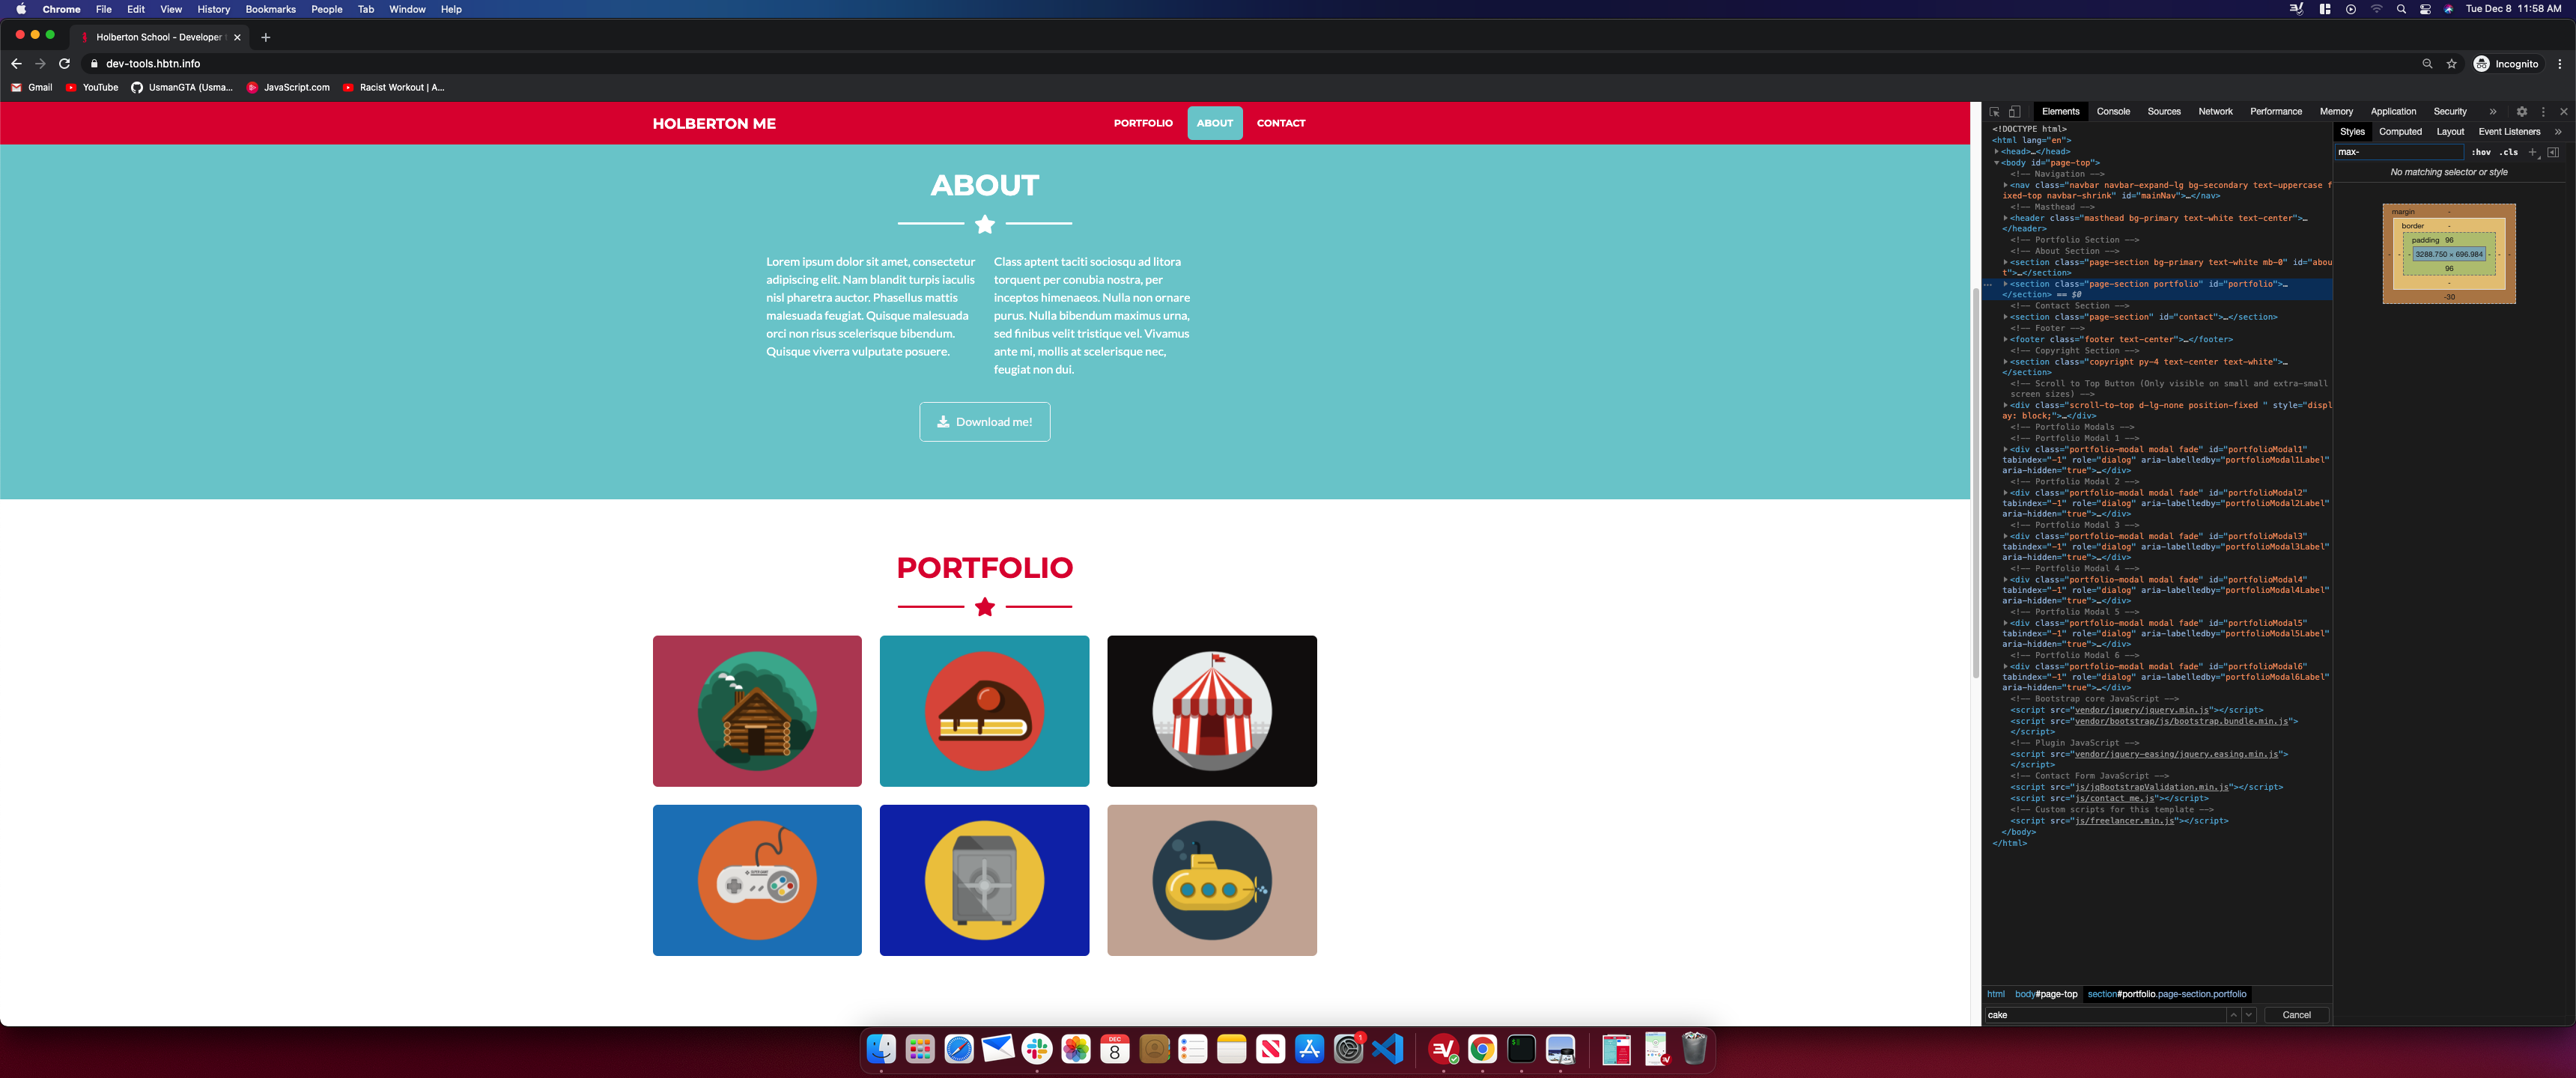 Chrome File Edit View History Bookmarks People Tab Window Help
Tue Dec 8 11:58 AM
Holberton School - Developer
dev-tools.hbtn.info
Incognito
Gmail YouTube UsmanGTA (Usma... JavaScript.com Racist Workout | A...
HOLBERTON ME
PORTFOLIO ABOUT CONTACT
ABOUT
Lorem ipsum dolor sit amet, consectetur
adipiscing elit. Nam blandit turpis iaculis
nisl pharetra auctor. Phasellus mattis
malesuada feugiat. Quisque malesuada
orci non risus scelerisque bibendum.
Quisque viverra vulputate posuere.
Class aptent taciti sociosqu ad litora
torquent per conubia nostra, per
inceptos himenaeos. Nulla non ornare
purus. Nulla bibendum maximus urna,
sed finibus velit tristique vel. Vivamus
ante mi, mollis at scelerisque nec,
feugiat non dui.
Download me!
PORTFOLIO
Elements Console Sources Network Performance Memory Application Security »
<!DOCTYPE html>
<html lang="en">
<head>…</head>
<body id="page-top">
<!-- Navigation -->
<nav class="navbar navbar-expand-lg bg-secondary text-uppercase f
ixed-top navbar-shrink" id="mainNav">…</nav>
<!-- Masthead -->
<header class="masthead bg-primary text-white text-center">…
</header>
<!-- Portfolio Section -->
<!-- About Section -->
<section class="page-section bg-primary text-white mb-0" id="abou
t">…</section>
<section class="page-section portfolio" id="portfolio">…
</section> == $0
<!-- Contact Section -->
<section class="page-section" id="contact">…</section>
<!-- Footer -->
<footer class="footer text-center">…</footer>
<!-- Copyright Section -->
<section class="copyright py-4 text-center text-white">…
</section>
<!-- Scroll to Top Button (Only visible on small and extra-small
screen sizes) -->
<div class="scroll-to-top d-lg-none position-fixed " style="displ
ay: block;">…</div>
<!-- Portfolio Modals -->
<!-- Portfolio Modal 1 -->
<div class="portfolio-modal modal fade" id="portfolioModal1"
tabindex="-1" role="dialog" aria-labelledby="portfolioModal1Label"
aria-hidden="true">…</div>
<!-- Portfolio Modal 2 -->
<div class="portfolio-modal modal fade" id="portfolioModal2"
tabindex="-1" role="dialog" aria-labelledby="portfolioModal2Label"
aria-hidden="true">…</div>
<!-- Portfolio Modal 3 -->
<div class="portfolio-modal modal fade" id="portfolioModal3"
tabindex="-1" role="dialog" aria-labelledby="portfolioModal3Label"
aria-hidden="true">…</div>
<!-- Portfolio Modal 4 -->
<div class="portfolio-modal modal fade" id="portfolioModal4"
tabindex="-1" role="dialog" aria-labelledby="portfolioModal4Label"
aria-hidden="true">…</div>
<!-- Portfolio Modal 5 -->
<div class="portfolio-modal modal fade" id="portfolioModal5"
tabindex="-1" role="dialog" aria-labelledby="portfolioModal5Label"
aria-hidden="true">…</div>
<!-- Portfolio Modal 6 -->
<div class="portfolio-modal modal fade" id="portfolioModal6"
tabindex="-1" role="dialog" aria-labelledby="portfolioModal6Label"
aria-hidden="true">…</div>
<!-- Bootstrap core JavaScript -->
<script src="vendor/jquery/jquery.min.js"></script>
<script src="vendor/bootstrap/js/bootstrap.bundle.min.js">
</script>
<!-- Plugin JavaScript -->
<script src="vendor/jquery-easing/jquery.easing.min.js">
</script>
<!-- Contact Form JavaScript -->
<script src="js/jqBootstrapValidation.min.js"></script>
<script src="js/contact_me.js"></script>
<!-- Custom scripts for this template -->
<script src="js/freelancer.min.js"></script>
</body>
</html>
html body#page-top section#portfolio.page-section.portfolio
cake
Cancel
Styles Computed Layout Event Listeners »
max-
:hov .cls
No matching selector or style
margin -
border -
padding 96
3288.750 × 696.984
96
-
-30
DEC
8
1